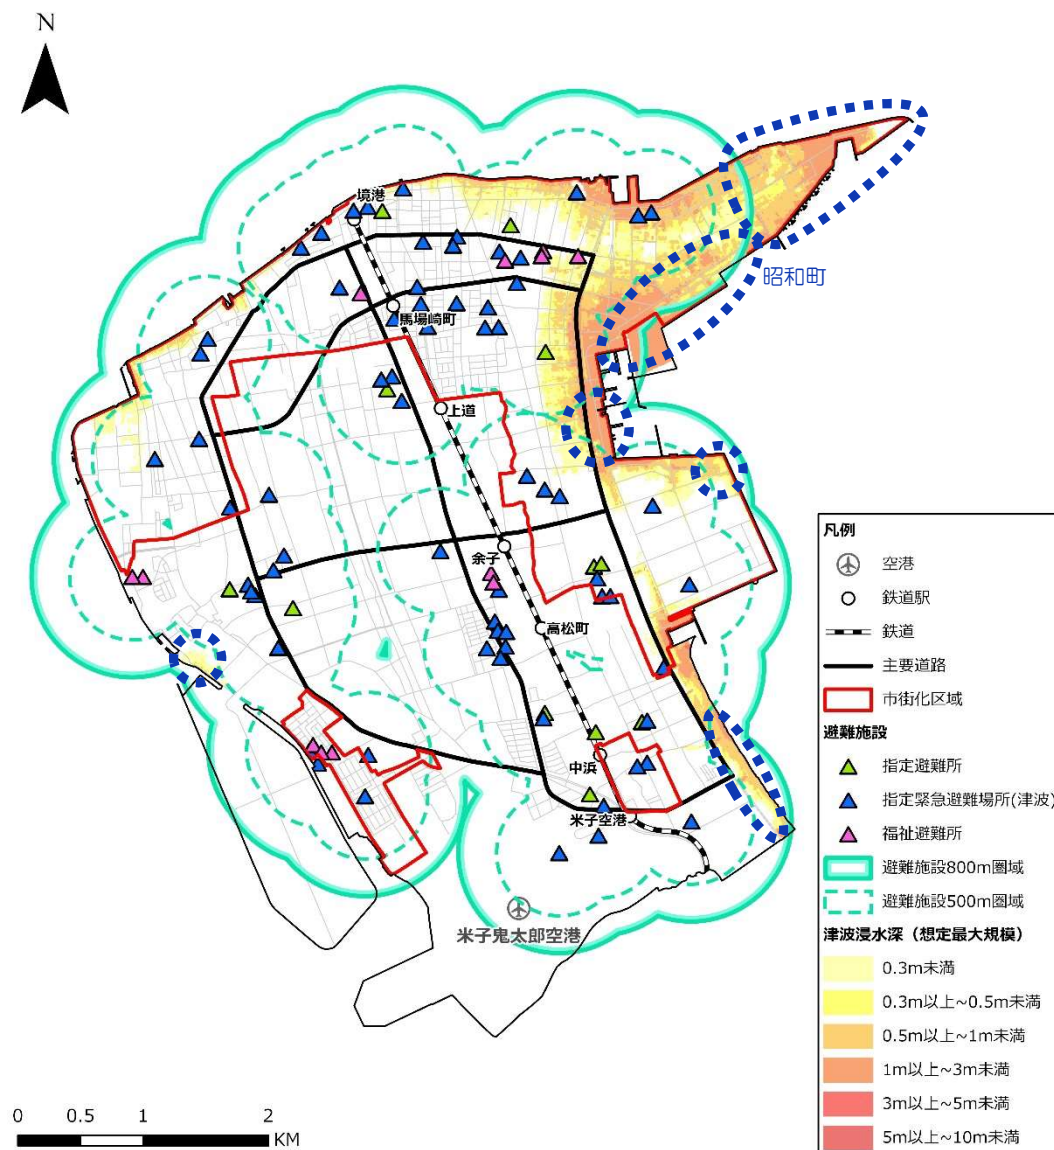 N
境港
昭和町
馬場崎町
上道
余子
高松町
中浜
米子空港
米子鬼太郎空港
凡例
空港
鉄道駅
鉄道
主要道路
市街化区域
避難施設
指定避難所
指定緊急避難場所(津波)
福祉避難所
避難施設800m圏域
避難施設500m圏域
津波浸水深（想定最大規模）
0.3m未満
0.3m以上~0.5m未満
0.5m以上~1m未満
1m以上~3m未満
3m以上~5m未満
5m以上~10m未満
0 0.5 1 2
KM